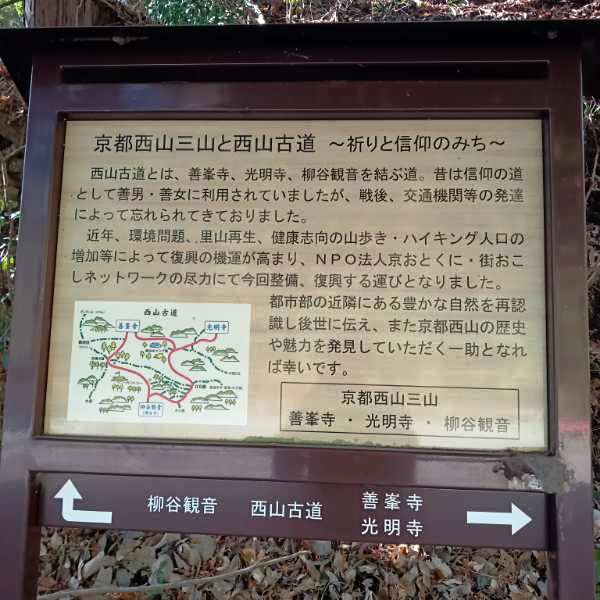 京都西山三山と西山古道 ～祈りと信仰のみち～
西山古道とは、善峯寺、光明寺、柳谷観音を結ぶ道。昔は信仰の道
として善男・善女に利用されていましたが、戦後、交通機関等の発達
によって忘れられてきておりました。
近年、環境問題、里山再生、健康志向の山歩き・ハイキング人口の
増加等によって復興の機運が高まり、ＮＰＯ法人京おとくに・街おこ
しネットワークの尽力にて今回整備、復興する運びとなりました。
都市部の近隣にある豊かな自然を再認
識し後世に伝え、また京都西山の歴史
や魅力を発見していただく一助となれ
ば幸いです。
西山古道
善峯寺
光明寺
柳谷観音
京都西山三山
善峯寺・光明寺・柳谷観音
柳谷観音 西山古道 善峯寺
光明寺